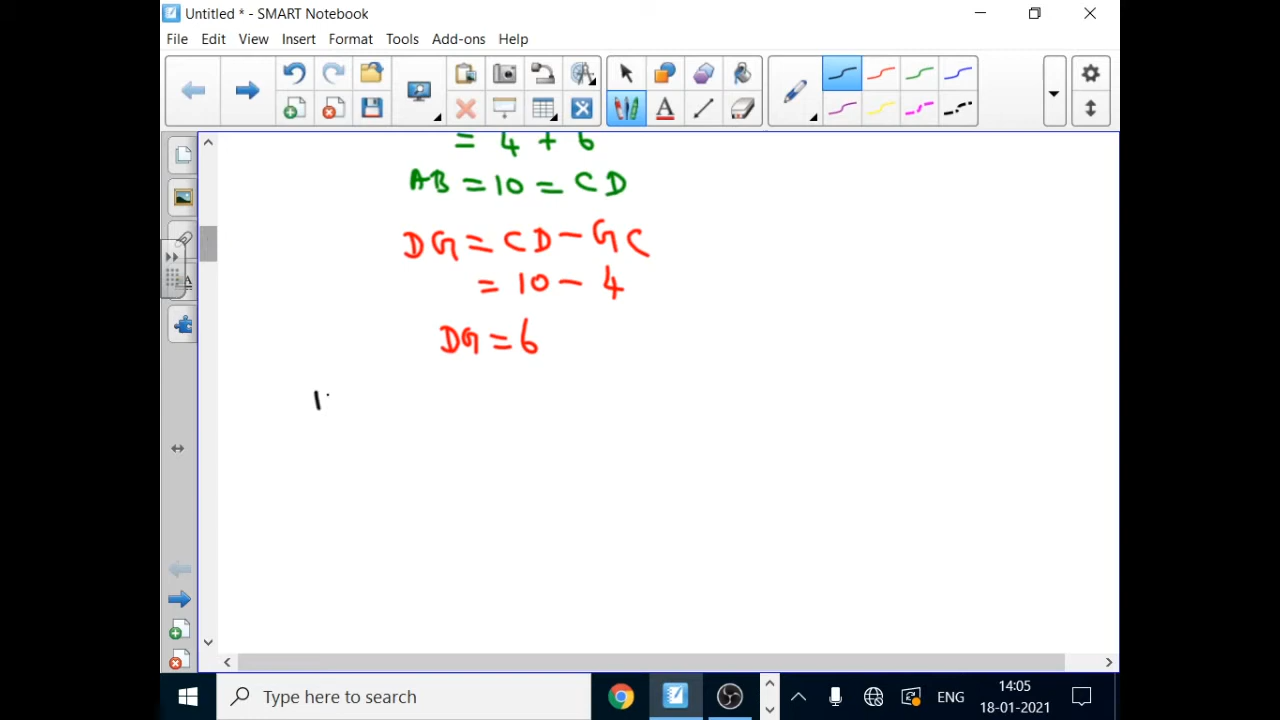 Untitled * - SMART Notebook
File Edit View Insert Format Tools Add-ons Help
= 4 + 6
AB = 10 = CD
DG = CD - GC
= 10 - 4
DG = 6
Type here to search
ENG
14:05
18-01-2021